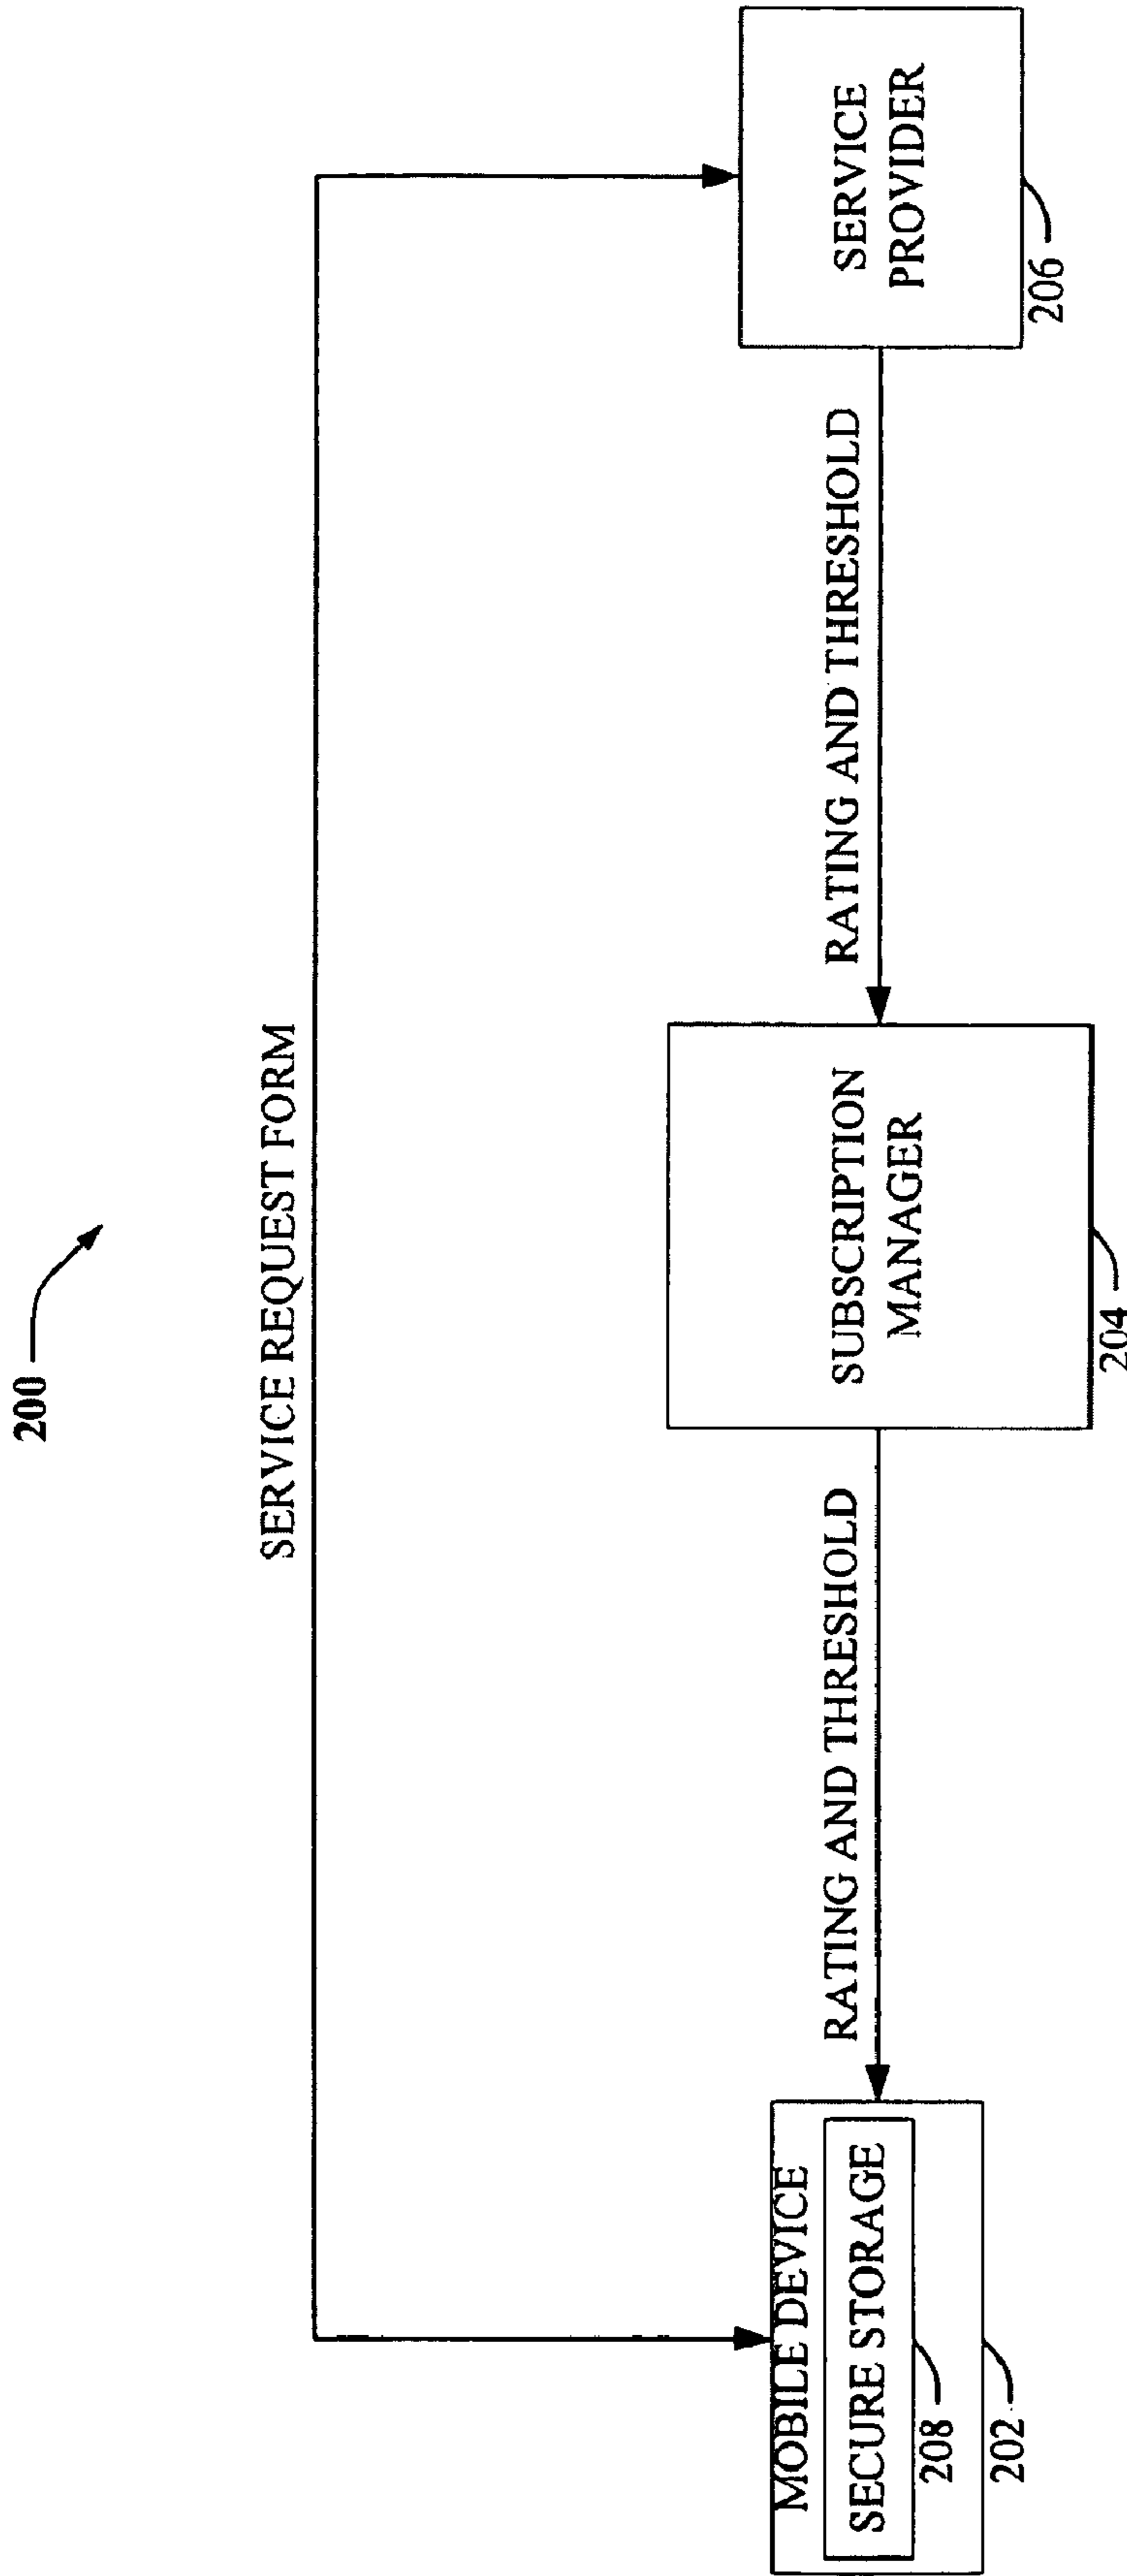 200
SERVICE REQUEST FORM
MOBILE DEVICE
SECURE STORAGE
208
202
RATING AND THRESHOLD
SUBSCRIPTION
MANAGER
204
RATING AND THRESHOLD
SERVICE
PROVIDER
206